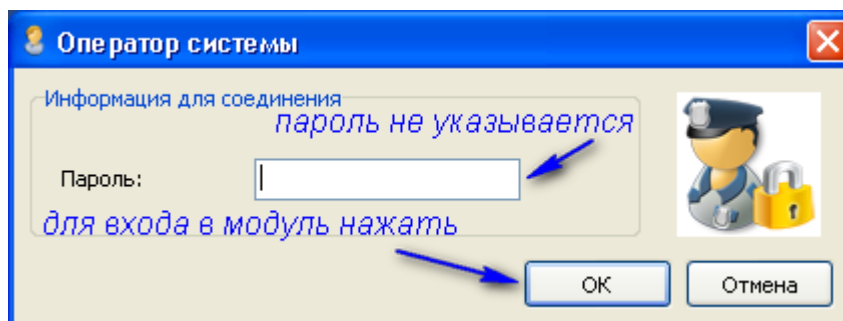 Оператор системы
Информация для соединения
пароль не указывается
Пароль:
для входа в модуль нажать
ОК
Отмена